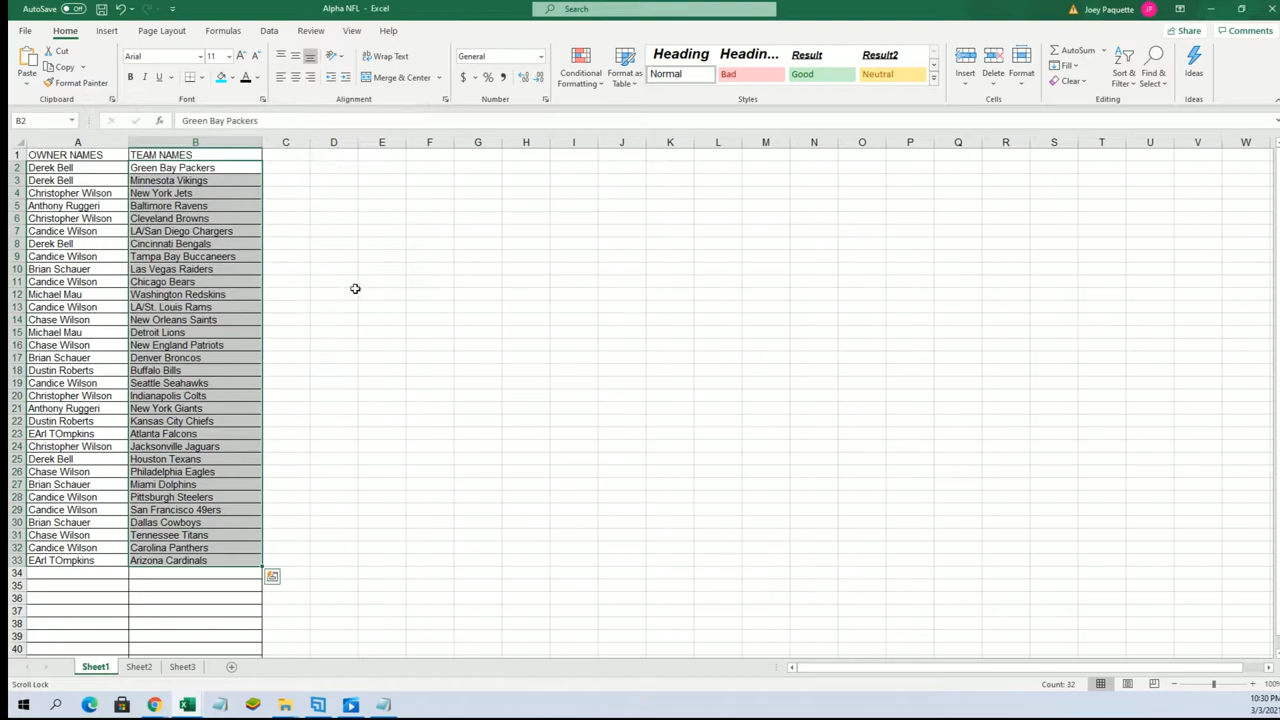 AutoSave Off
Alpha NFL - Excel
Search
Joey Paquette JP
File Home Insert Page Layout Formulas Data Review View Help
Share Comments
Paste
Cut
Copy
Format Painter
Clipboard
Arial 11
B I U
Font
Wrap Text
Merge & Center
Alignment
General
$ % ,
Number
Conditional Formatting
Format as Table
Heading Headin... Result Result2
Normal Bad Good Neutral
Styles
Insert Delete Format
Cells
AutoSum
Fill
Clear
Sort & Filter
Find & Select
Editing
Ideas
Ideas
B2 fx Green Bay Packers
A B C D E F G H I J K L M N O P Q R S T U V W
1 OWNER NAMES TEAM NAMES
2 Derek Bell Green Bay Packers
3 Derek Bell Minnesota Vikings
4 Christopher Wilson New York Jets
5 Anthony Ruggeri Baltimore Ravens
6 Christopher Wilson Cleveland Browns
7 Candice Wilson LA/San Diego Chargers
8 Derek Bell Cincinnati Bengals
9 Candice Wilson Tampa Bay Buccaneers
10 Brian Schauer Las Vegas Raiders
11 Candice Wilson Chicago Bears
12 Michael Mau Washington Redskins
13 Candice Wilson LA/St. Louis Rams
14 Chase Wilson New Orleans Saints
15 Michael Mau Detroit Lions
16 Chase Wilson New England Patriots
17 Brian Schauer Denver Broncos
18 Dustin Roberts Buffalo Bills
19 Candice Wilson Seattle Seahawks
20 Christopher Wilson Indianapolis Colts
21 Anthony Ruggeri New York Giants
22 Dustin Roberts Kansas City Chiefs
23 EArl TOmpkins Atlanta Falcons
24 Christopher Wilson Jacksonville Jaguars
25 Derek Bell Houston Texans
26 Chase Wilson Philadelphia Eagles
27 Brian Schauer Miami Dolphins
28 Candice Wilson Pittsburgh Steelers
29 Candice Wilson San Francisco 49ers
30 Brian Schauer Dallas Cowboys
31 Chase Wilson Tennessee Titans
32 Candice Wilson Carolina Panthers
33 EArl TOmpkins Arizona Cardinals
34
35
36
37
38
39
40
Sheet1 Sheet2 Sheet3
Scroll Lock Count: 32 100%
10:30 PM